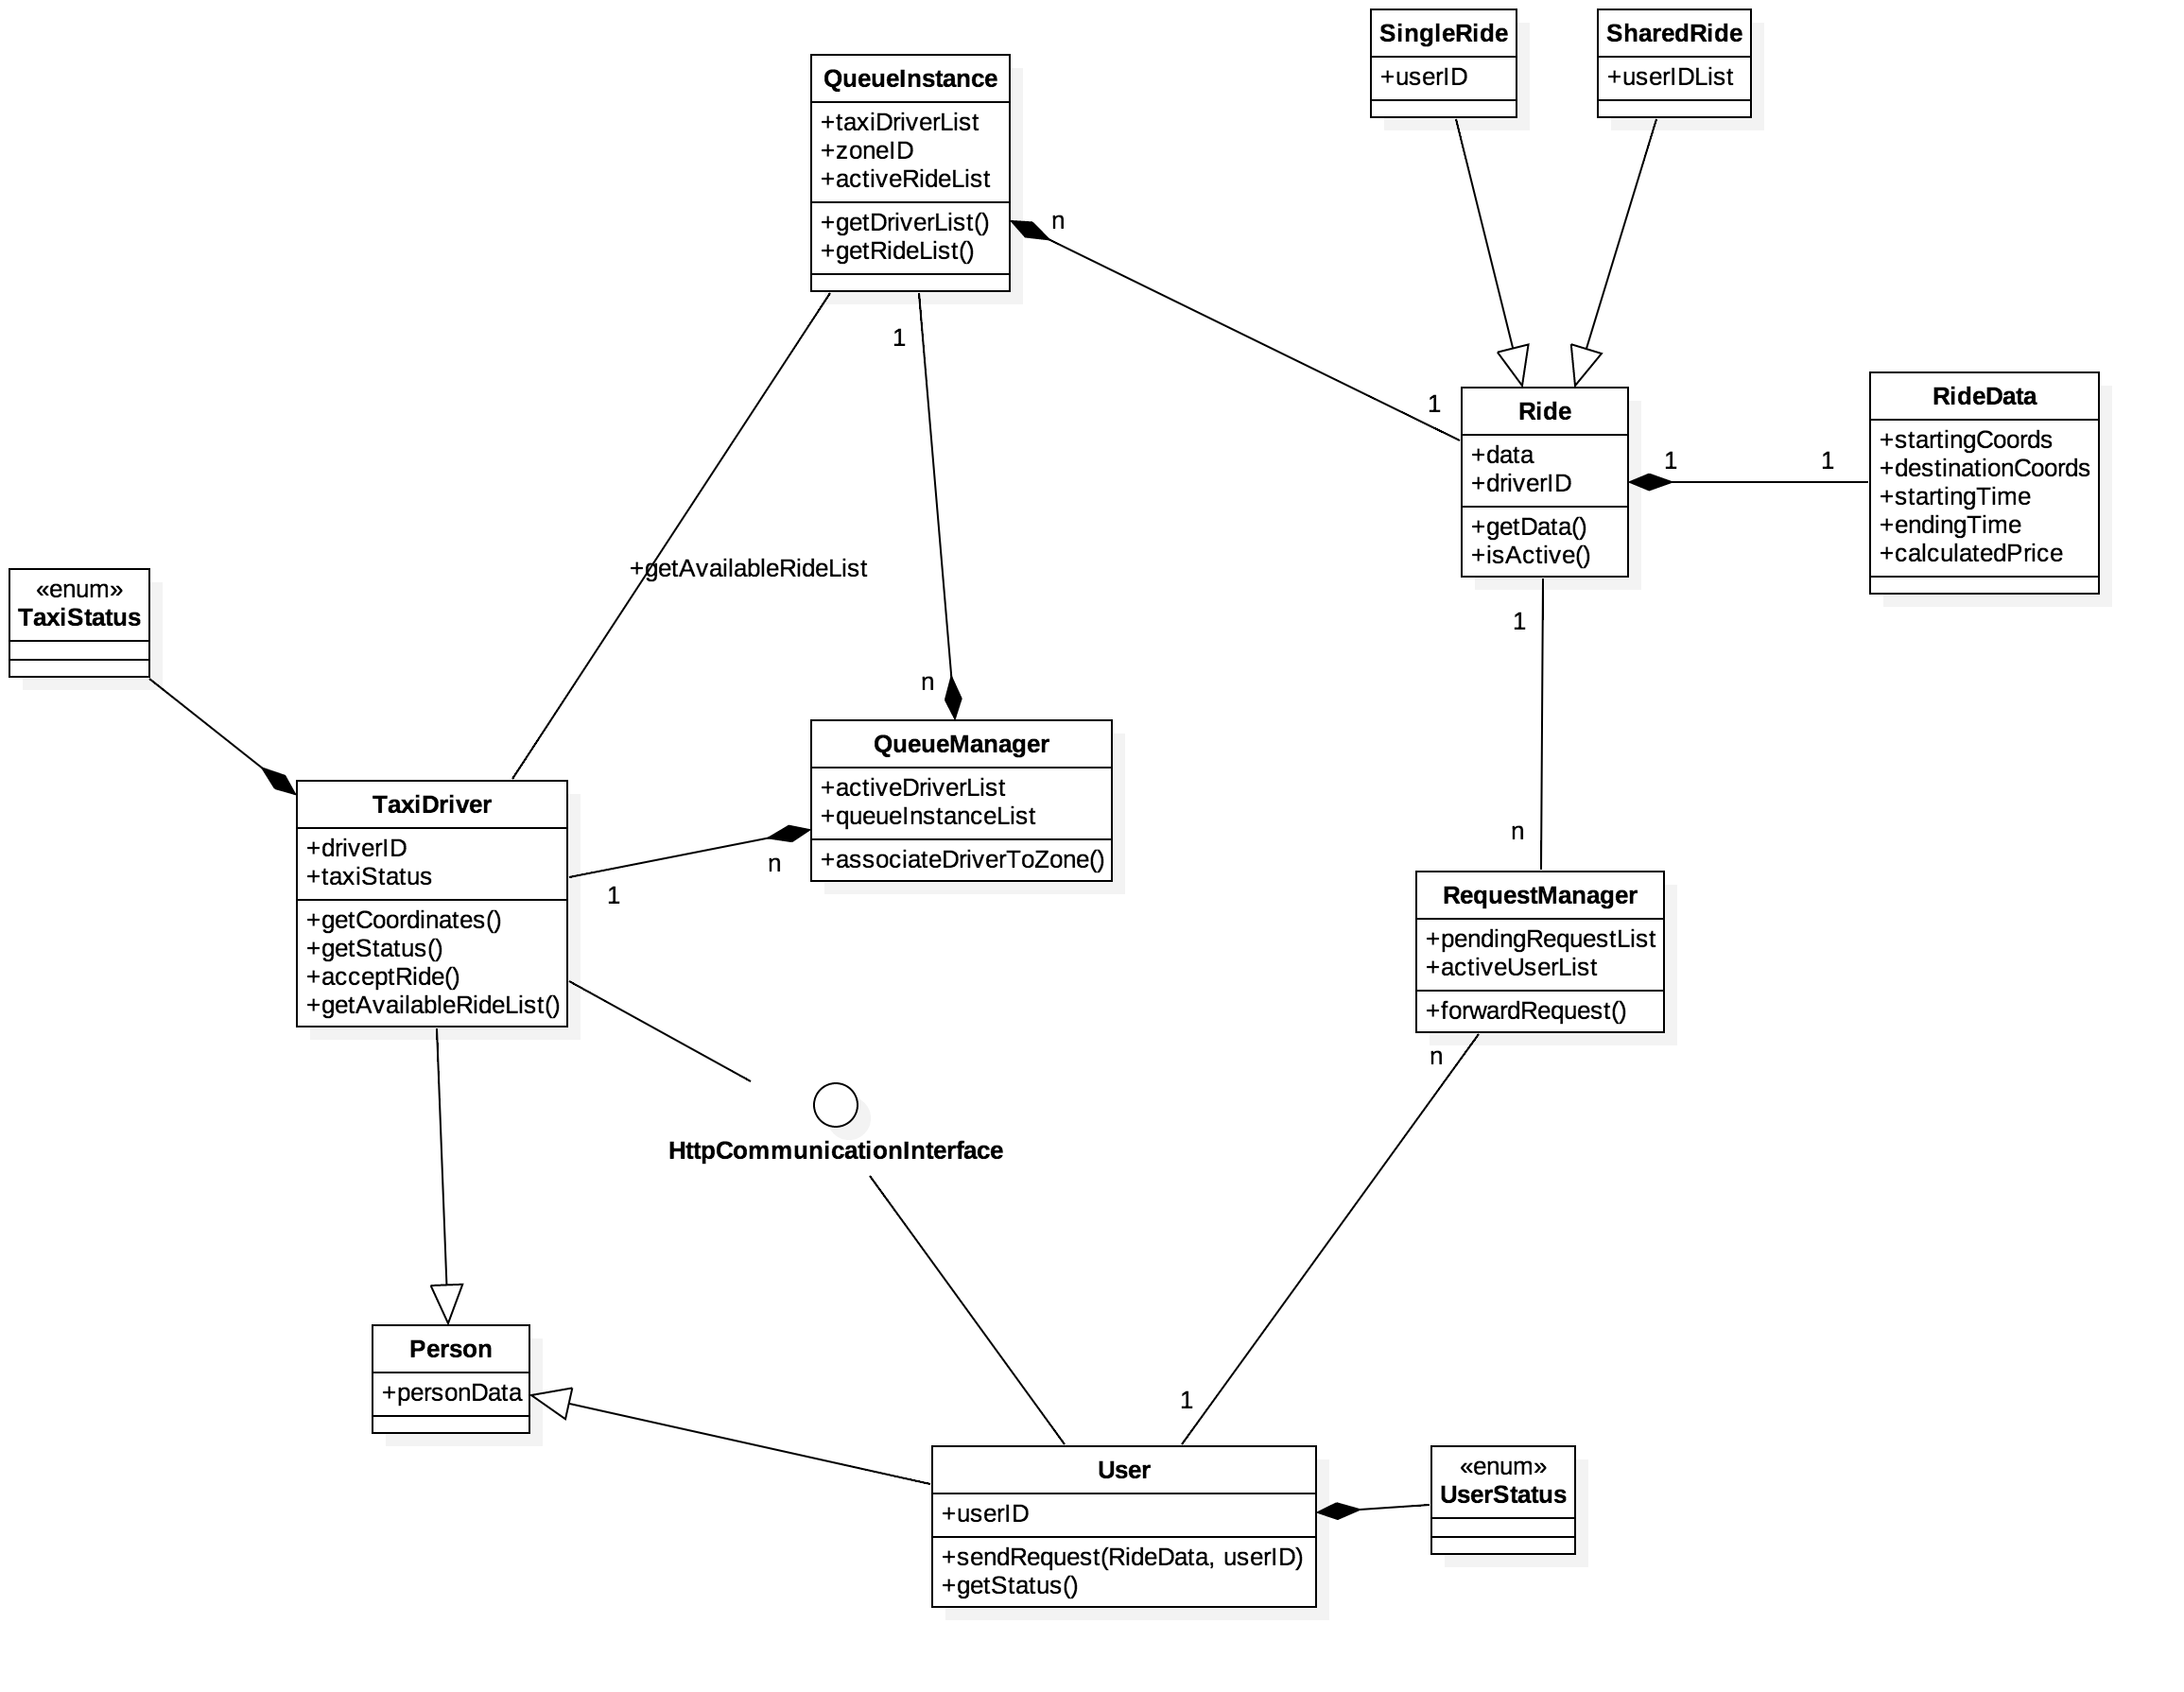 SingleRide
+userID
SharedRide
+userIDList
QueueInstance
+taxiDriverList
+zoneID
+activeRideList
+getDriverList()
+getRideList()
n
1
1
Ride
+data
+driverID
+getData()
+isActive()
1
1
RideData
+startingCoords
+destinationCoords
+startingTime
+endingTime
+calculatedPrice
+getAvailableRideList
«enum»
TaxiStatus
1
n
QueueManager
+activeDriverList
+queueInstanceList
+associateDriverToZone()
TaxiDriver
+driverID
+taxiStatus
+getCoordinates()
+getStatus()
+acceptRide()
+getAvailableRideList()
n
1
n
RequestManager
+pendingRequestList
+activeUserList
+forwardRequest()
n
HttpCommunicationInterface
Person
+personData
1
User
+userID
+sendRequest(RideData, userID)
+getStatus()
«enum»
UserStatus